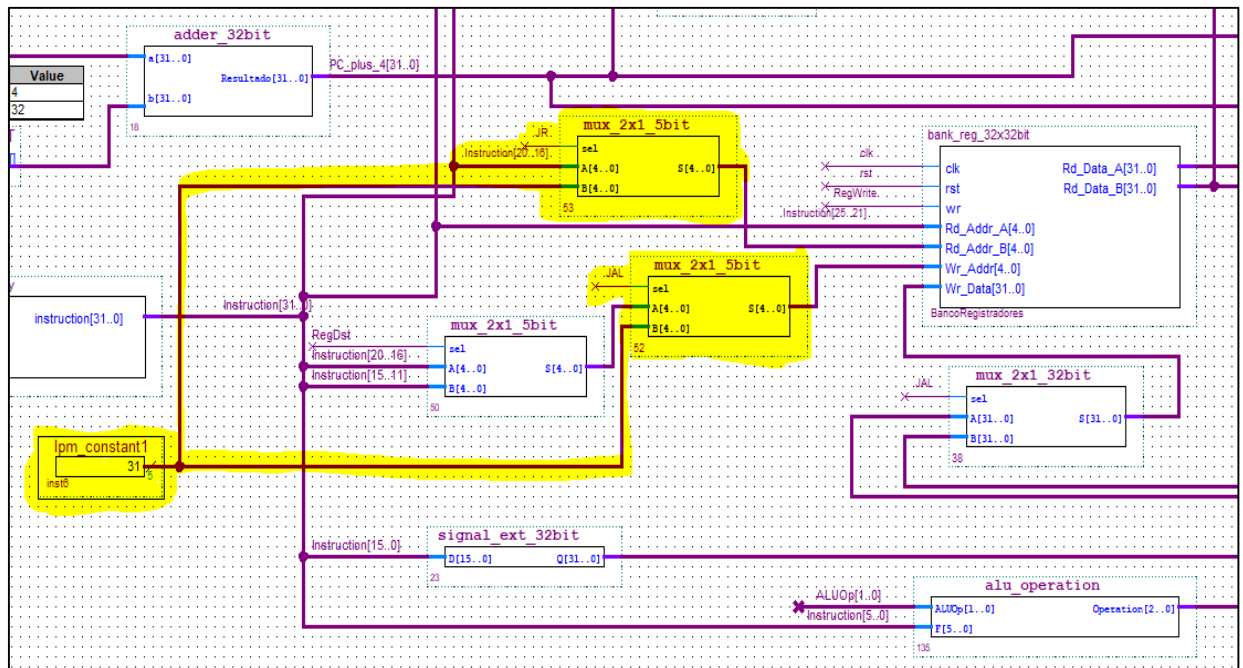 adder_32bit
a[31..0]
Resultado[31..0]
b[31..0]
18
PC_plus_4[31..0]
Value
4
32
mux_2x1_5bit
JR
sel
Instruction[20..16]
A[4..0]
S[4..0]
B[4..0]
53
bank_reg_32x32bit
clk
clk
Rd_Data_A[31..0]
rst
rst
Rd_Data_B[31..0]
RegWrite
wr
Instruction[25..21]
Rd_Addr_A[4..0]
Rd_Addr_B[4..0]
Wr_Addr[4..0]
Wr_Data[31..0]
BancoRegistradores
mux_2x1_5bit
JAL
sel
A[4..0]
S[4..0]
B[4..0]
52
y
instruction[31..0]
Instruction[31..0]
mux_2x1_5bit
RegDst
sel
Instruction[20..16]
A[4..0]
S[4..0]
Instruction[15..11]
B[4..0]
50
mux_2x1_32bit
JAL
sel
A[31..0]
S[31..0]
B[31..0]
38
lpm_constant1
31
5
inst6
signal_ext_32bit
Instruction[15..0]
D[15..0]
Q[31..0]
23
alu_operation
ALUOp[1..0]
ALUOp[1..0]
Operation[2..0]
Instruction[5..0]
F[5..0]
135